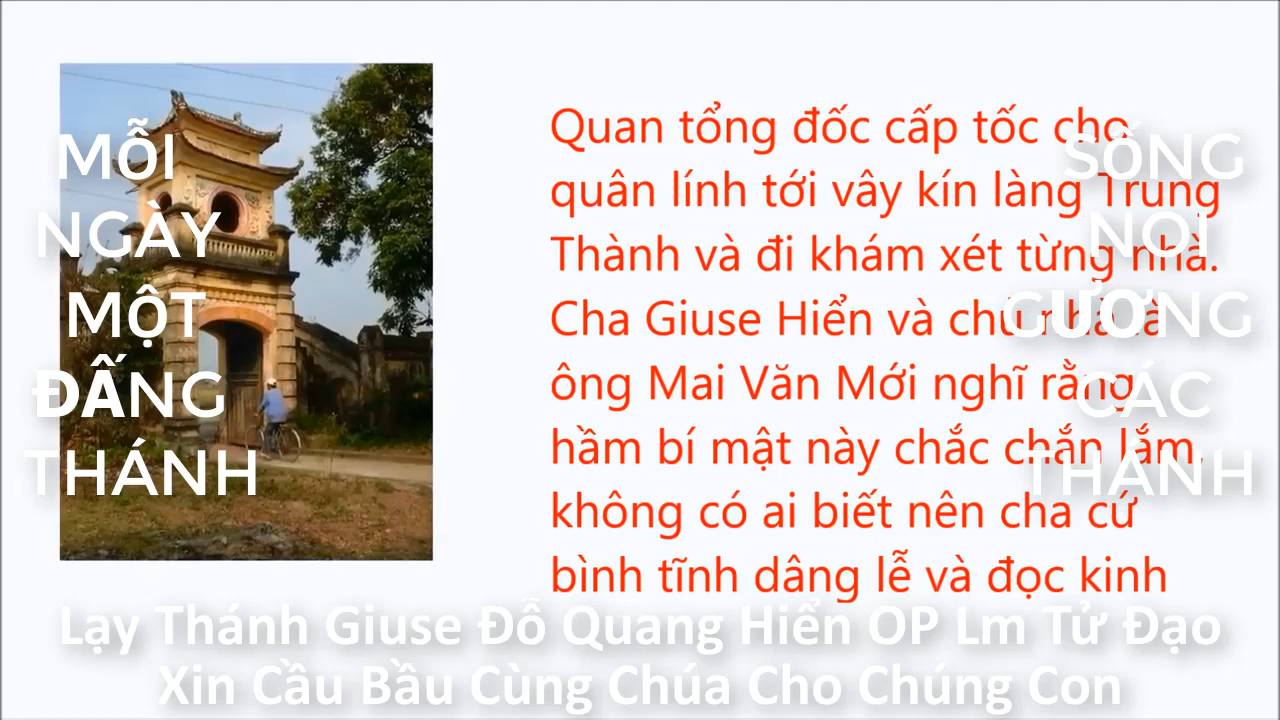 MỖI
NGÀY
MỘT
ĐẤNG
THÁNH
Quan tổng đốc cấp tốc cho
quân lính tới vây kín làng Trung
Thành và đi khám xét từng nhà.
Cha Giuse Hiển và chủ nhà là
ông Mai Văn Mới nghĩ rằng
hầm bí mật này chắc chắn lắm,
không có ai biết nên cha cứ
bình tĩnh dâng lễ và đọc kinh
SỐNG
NOI
GƯƠNG
CÁC
THÁNH
Lạy Thánh Giuse Đỗ Quang Hiển OP Lm Tử Đạo
Xin Cầu Bầu Cùng Chúa Cho Chúng Con